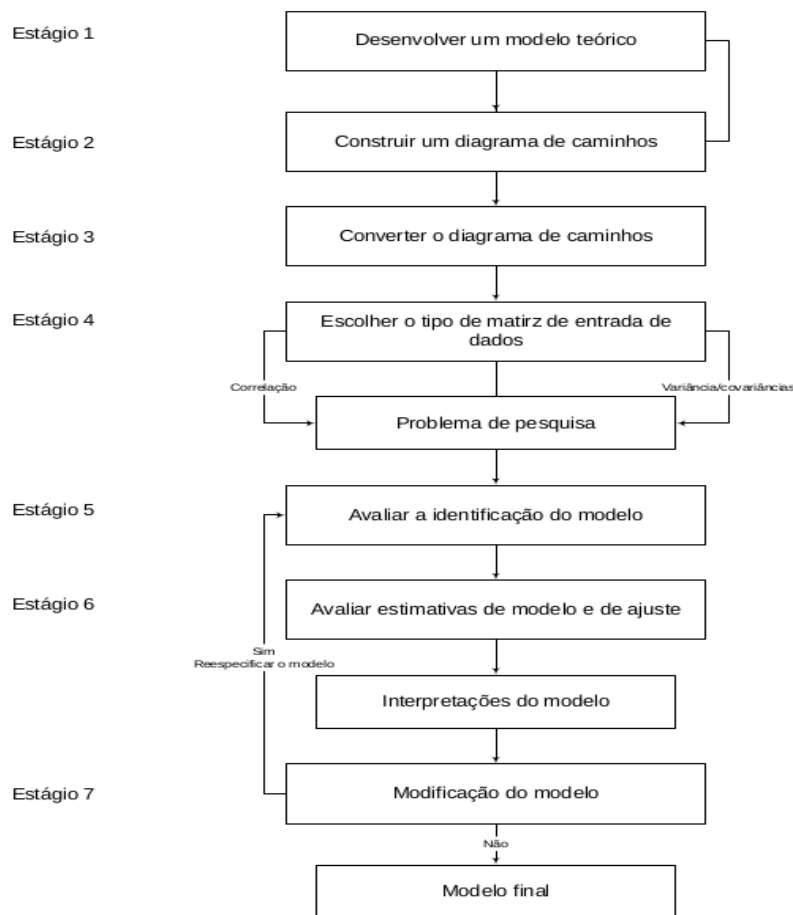 Estágio 1
Desenvolver um modelo teórico
Estágio 2
Construir um diagrama de caminhos
Estágio 3
Converter o diagrama de caminhos
Estágio 4
Escolher o tipo de matirz de entrada de
dados
Correlação
Variância/covariâncias
Problema de pesquisa
Estágio 5
Avaliar a identificação do modelo
Estágio 6
Avaliar estimativas de modelo e de ajuste
Sim
Reespecificar o modelo
Interpretações do modelo
Estágio 7
Modificação do modelo
Não
Modelo final